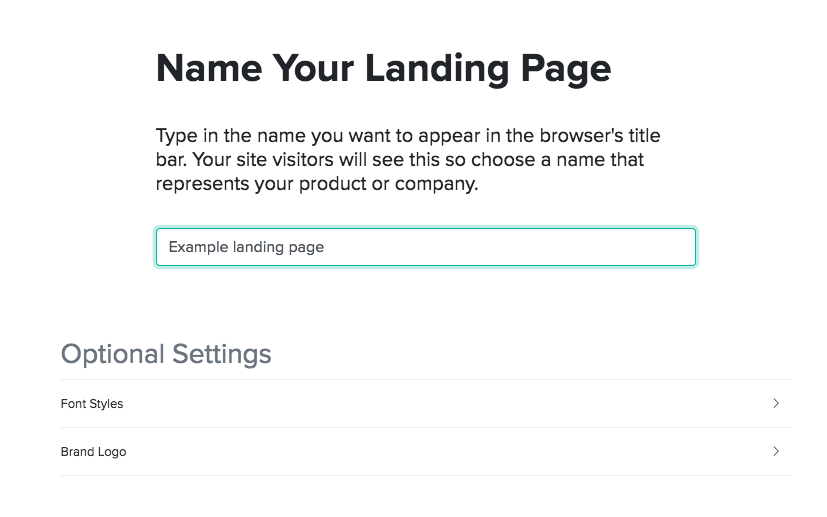 Name Your Landing Page
Type in the name you want to appear in the browser's title
bar. Your site visitors will see this so choose a name that
represents your product or company.
Example landing page
Optional Settings
Font Styles
Brand Logo